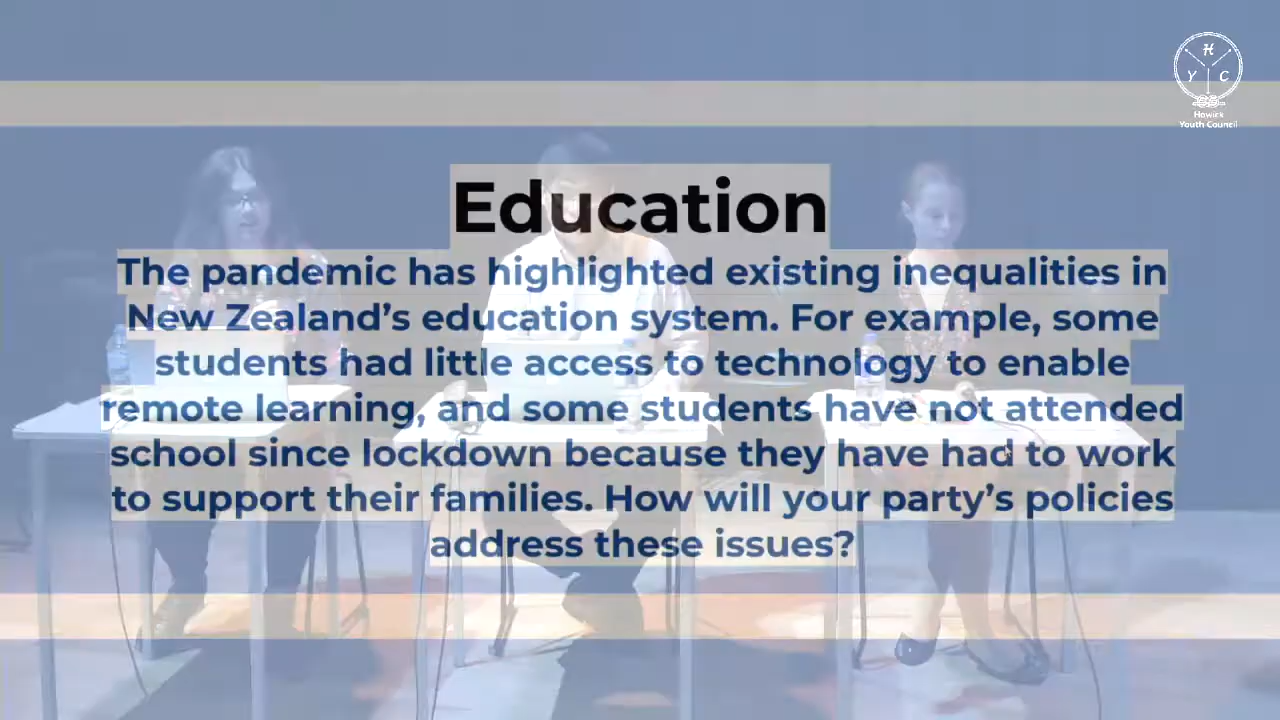 H
Y C
Howick
Youth Council
Education
The pandemic has highlighted existing inequalities in
New Zealand's education system. For example, some
students had little access to technology to enable
remote learning, and some students have not attended
school since lockdown because they have had to work
to support their families. How will your party's policies
address these issues?